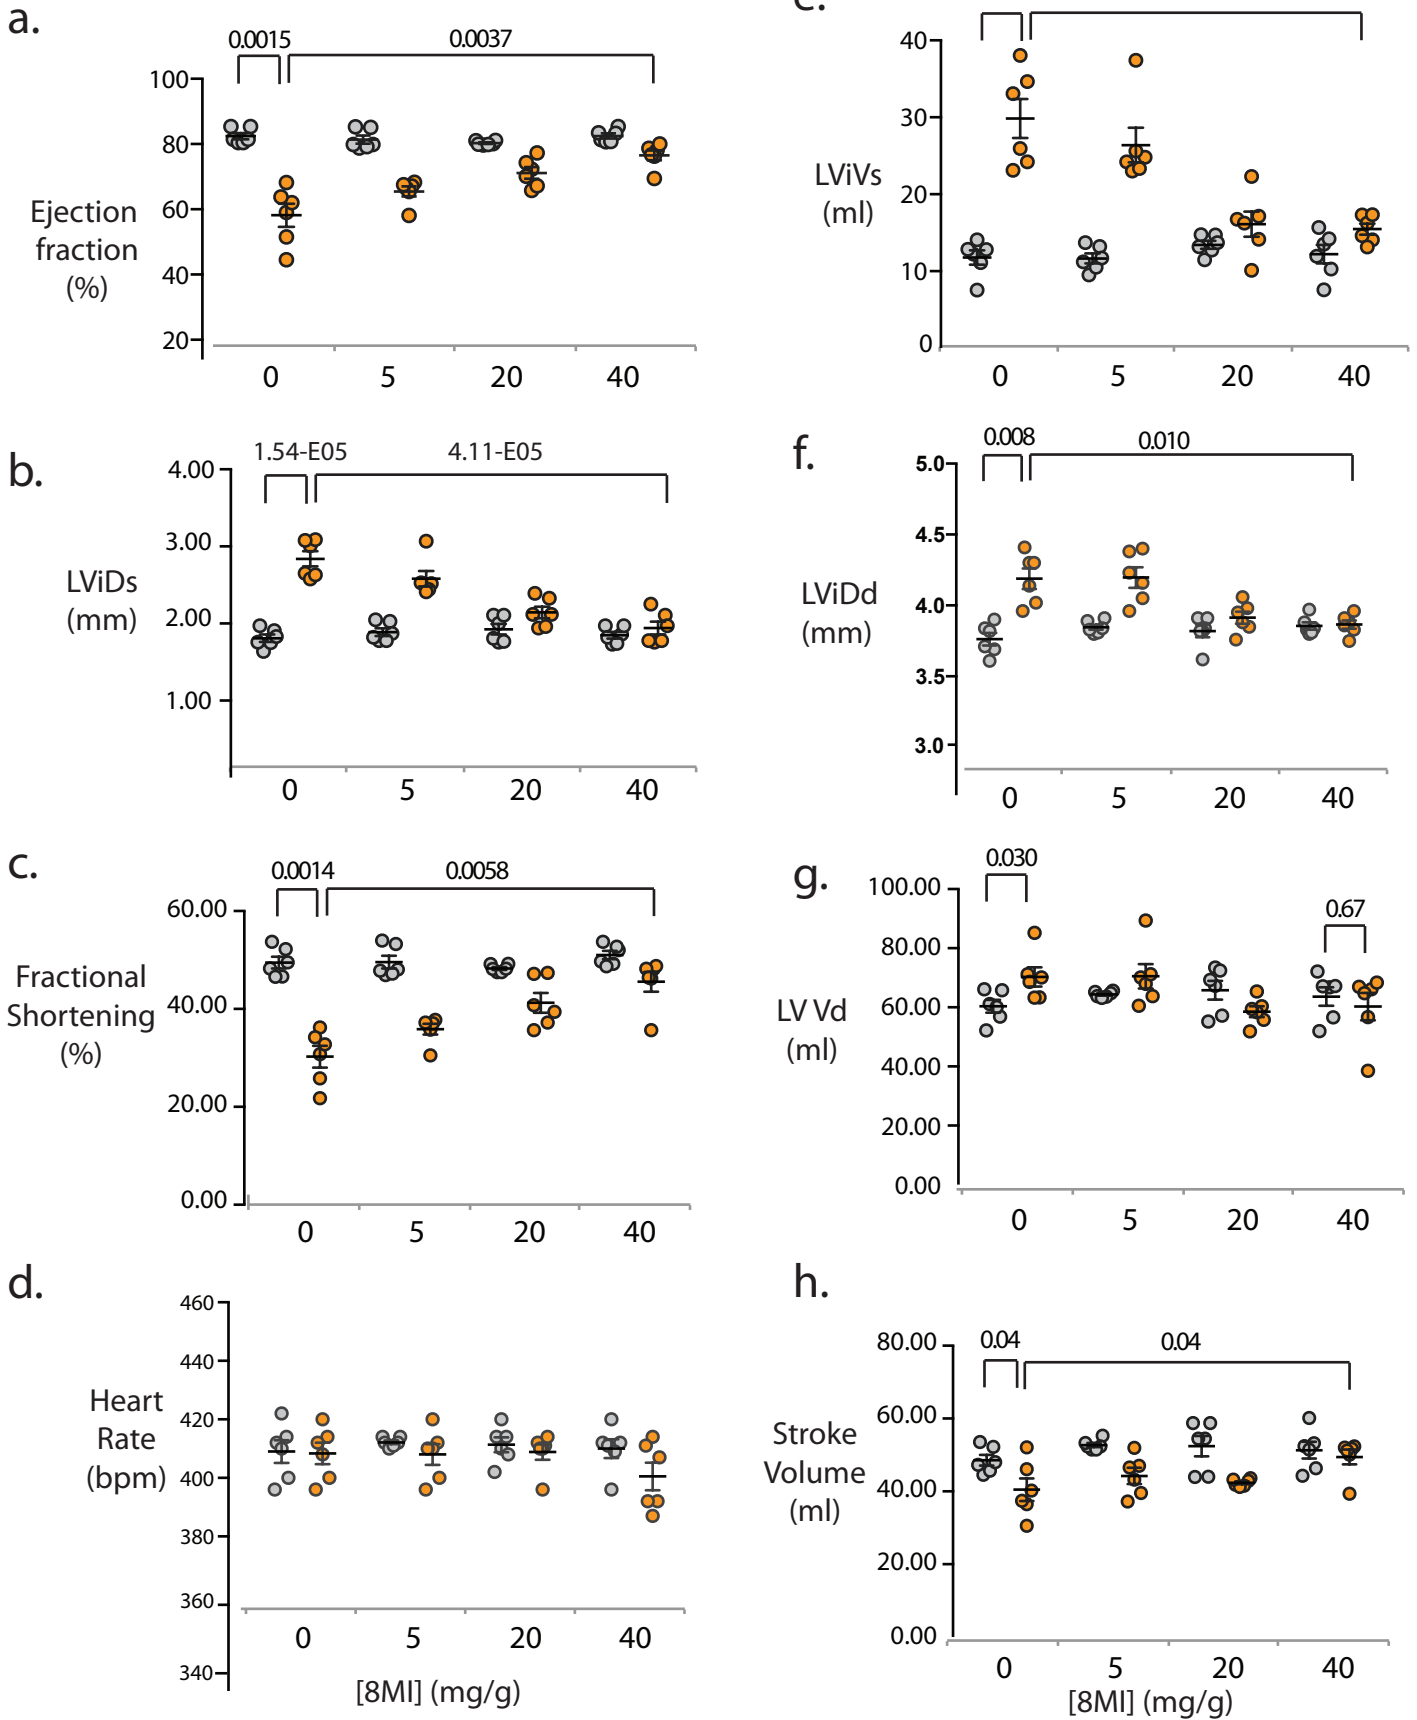 a.
0.0015
0.0037
100
80
60
40
20
Ejection
fraction
(%)
0 5 20 40
b.
1.54-E05
4.11-E05
4.00
3.00
2.00
1.00
LViDs
(mm)
0 5 20 40
c.
0.0014
0.0058
60.00
40.00
20.00
0.00
Fractional
Shortening
(%)
0 5 20 40
d.
460
440
420
400
380
360
340
Heart
Rate
(bpm)
0 5 20 40
[8MI] (mg/g)
40
30
20
10
0
LViVs
(ml)
0 5 20 40
f.
0.008
0.010
5.0
4.5
4.0
3.5
3.0
LViDd
(mm)
0 5 20 40
g.
0.030
0.67
100.00
80.00
60.00
40.00
20.00
0.00
LV Vd
(ml)
0 5 20 40
h.
0.04
0.04
80.00
60.00
40.00
20.00
0.00
Stroke
Volume
(ml)
0 5 20 40
[8MI] (mg/g)